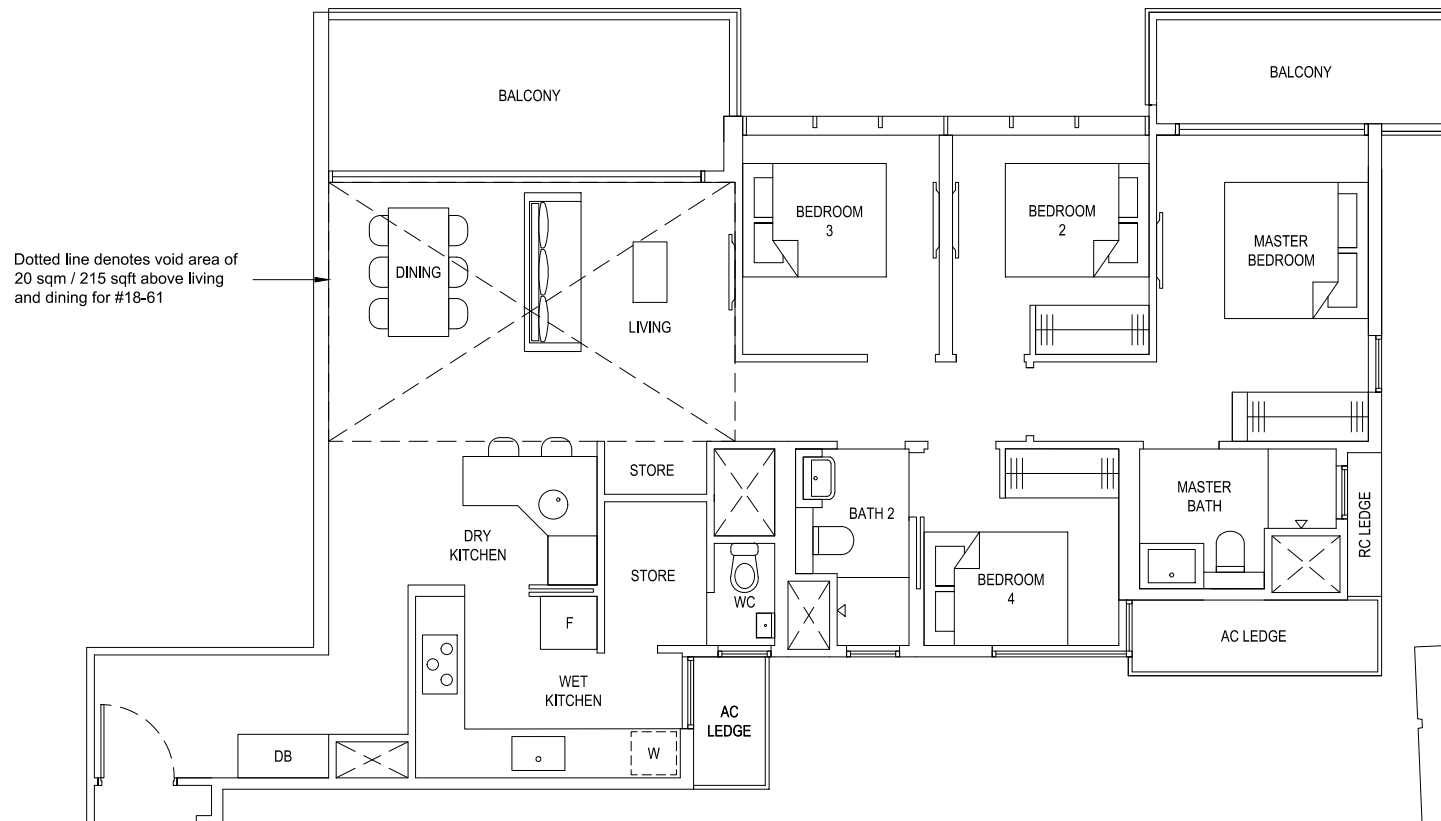 BALCONY
BALCONY
BEDROOM
3
BEDROOM
2
MASTER
BEDROOM
Dotted line denotes void area of
20 sqm / 215 sqft above living
and dining for #18-61
DINING
LIVING
STORE
MASTER
BATH
RC LEDGE
BATH 2
DRY
KITCHEN
STORE
BEDROOM
4
WC
F
AC LEDGE
WET
KITCHEN
AC
LEDGE
DB
W